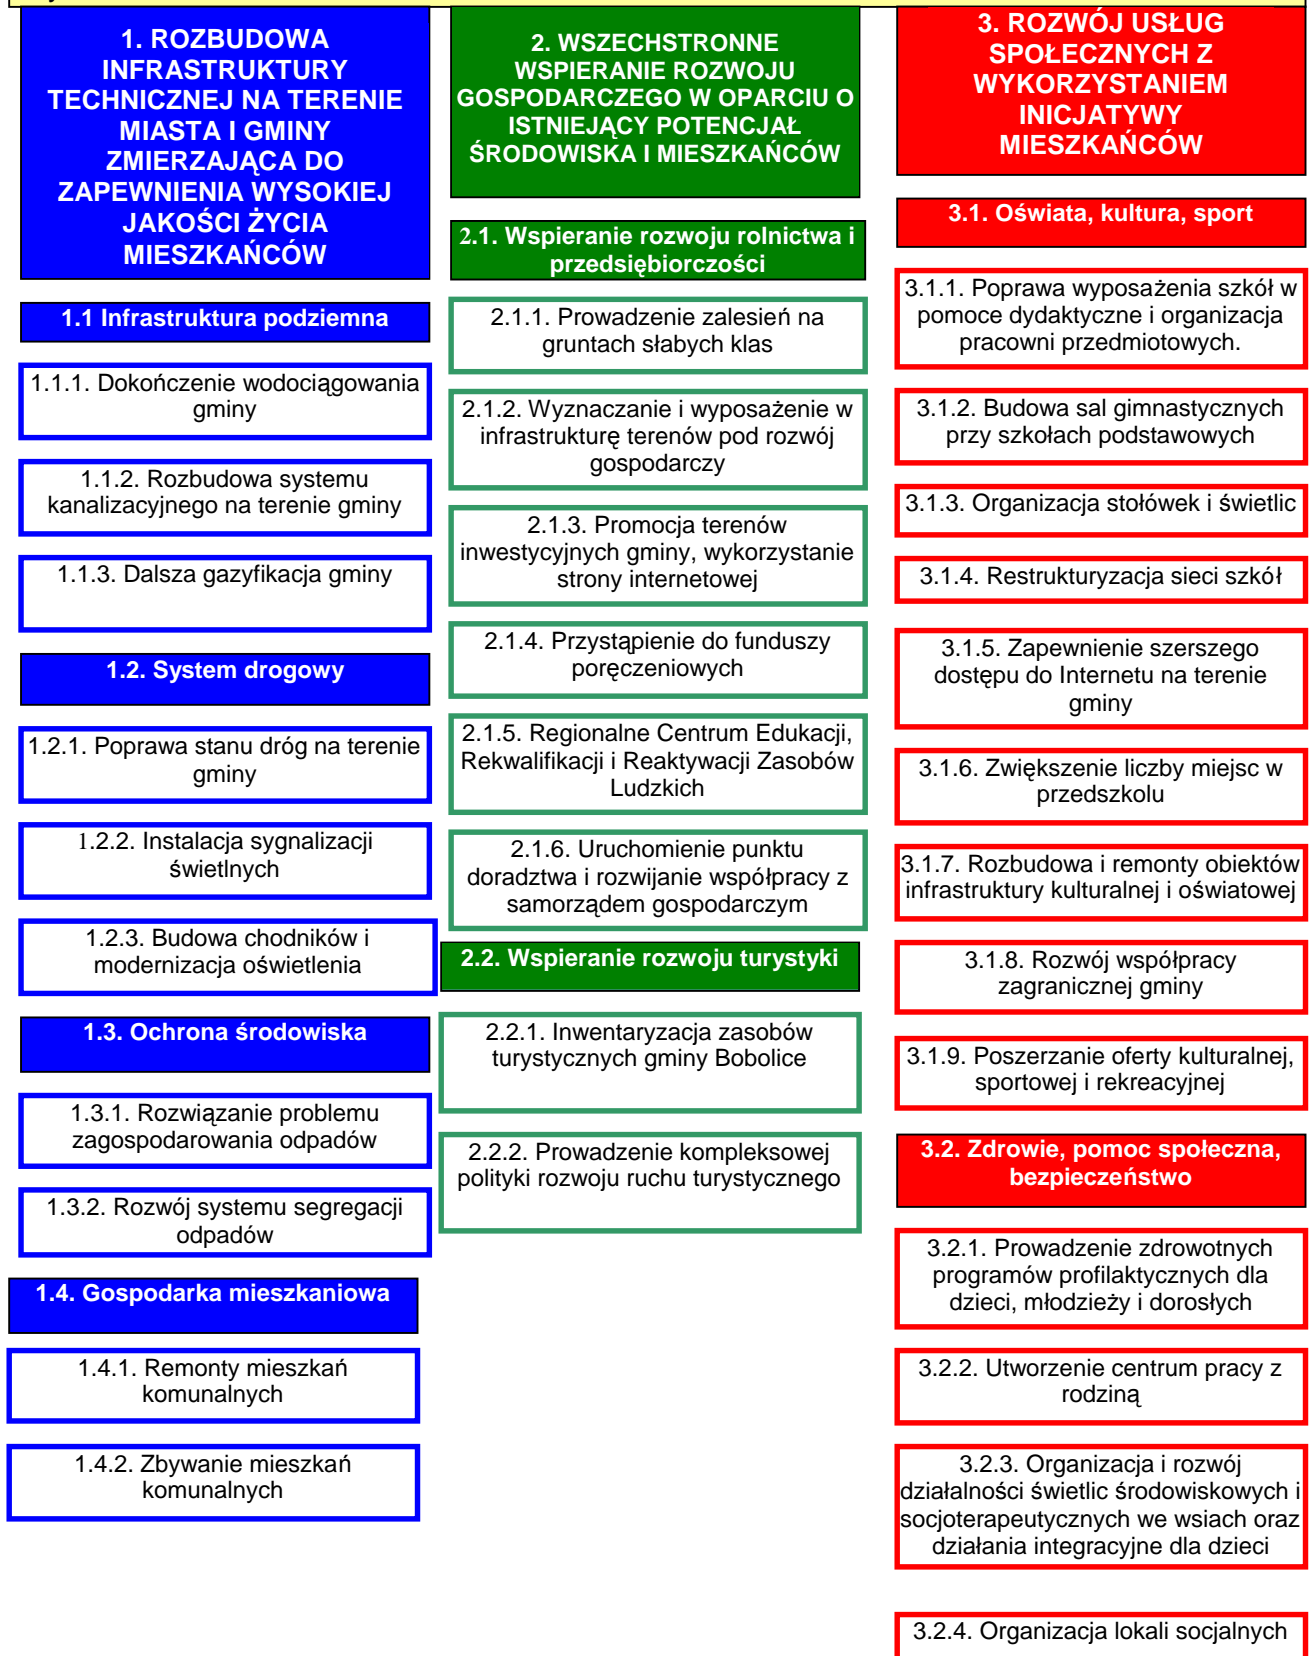 1. ROZBUDOWA
INFRASTRUKTURY
TECHNICZNEJ NA TERENIE
MIASTA I GMINY
ZMIERZAJĄCA DO
ZAPEWNIENIA WYSOKIEJ
JAKOŚCI ŻYCIA
MIESZKAŃCÓW
1.1 Infrastruktura podziemna
1.1.1. Dokończenie wodociągowania
gminy
1.1.2. Rozbudowa systemu
kanalizacyjnego na terenie gminy
1.1.3. Dalsza gazyfikacja gminy
1.2. System drogowy
1.2.1. Poprawa stanu dróg na terenie
gminy
1.2.2. Instalacja sygnalizacji
świetlnych
1.2.3. Budowa chodników i
modernizacja oświetlenia
1.3. Ochrona środowiska
1.3.1. Rozwiązanie problemu
zagospodarowania odpadów
1.3.2. Rozwój systemu segregacji
odpadów
1.4. Gospodarka mieszkaniowa
1.4.1. Remonty mieszkań
komunalnych
1.4.2. Zbywanie mieszkań
komunalnych
2. WSZECHSTRONNE
WSPIERANIE ROZWOJU
GOSPODARCZEGO W OPARCIU O
ISTNIEJĄCY POTENCJAŁ
ŚRODOWISKA I MIESZKAŃCÓW
2.1. Wspieranie rozwoju rolnictwa i
przedsiębiorczości
2.1.1. Prowadzenie zalesień na
gruntach słabych klas
2.1.2. Wyznaczanie i wyposażenie w
infrastrukturę terenów pod rozwój
gospodarczy
2.1.3. Promocja terenów
inwestycyjnych gminy, wykorzystanie
strony internetowej
2.1.4. Przystąpienie do funduszy
poręczeniowych
2.1.5. Regionalne Centrum Edukacji,
Rekwalifikacji i Reaktywacji Zasobów
Ludzkich
2.1.6. Uruchomienie punktu
doradztwa i rozwijanie współpracy z
samorządem gospodarczym
2.2. Wspieranie rozwoju turystyki
2.2.1. Inwentaryzacja zasobów
turystycznych gminy Bobolice
2.2.2. Prowadzenie kompleksowej
polityki rozwoju ruchu turystycznego
3. ROZWÓJ USŁUG
SPOŁECZNYCH Z
WYKORZYSTANIEM
INICJATYWY
MIESZKAŃCÓW
3.1. Oświata, kultura, sport
3.1.1. Poprawa wyposażenia szkół w
pomoce dydaktyczne i organizacja
pracowni przedmiotowych.
3.1.2. Budowa sal gimnastycznych
przy szkołach podstawowych
3.1.3. Organizacja stołówek i świetlic
3.1.4. Restrukturyzacja sieci szkół
3.1.5. Zapewnienie szerszego
dostępu do Internetu na terenie
gminy
3.1.6. Zwiększenie liczby miejsc w
przedszkolu
3.1.7. Rozbudowa i remonty obiektów
infrastruktury kulturalnej i oświatowej
3.1.8. Rozwój współpracy
zagranicznej gminy
3.1.9. Poszerzanie oferty kulturalnej,
sportowej i rekreacyjnej
3.2. Zdrowie, pomoc społeczna,
bezpieczeństwo
3.2.1. Prowadzenie zdrowotnych
programów profilaktycznych dla
dzieci, młodzieży i dorosłych
3.2.2. Utworzenie centrum pracy z
rodziną
3.2.3. Organizacja i rozwój
działalności świetlic środowiskowych i
socjoterapeutycznych we wsiach oraz
działania integracyjne dla dzieci
3.2.4. Organizacja lokali socjalnych